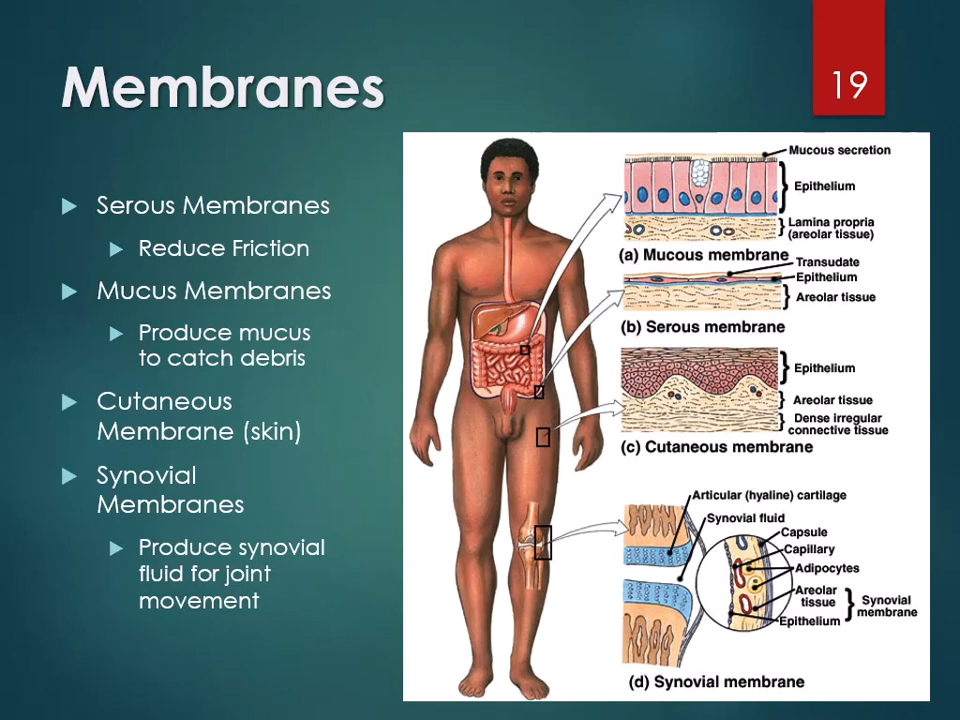 Membranes
19
Serous Membranes
Reduce Friction
Mucus Membranes
Produce mucus
to catch debris
Cutaneous
Membrane (skin)
Synovial
Membranes
Produce synovial
fluid for joint
movement
Mucous secretion
Epithelium
Lamina propria
(areolar tissue)
(a) Mucous membrane
Transudate
Epithelium
Areolar tissue
(b) Serous membrane
Epithelium
Areolar tissue
Dense irregular
connective tissue
(c) Cutaneous membrane
Articular (hyaline) cartilage
Synovial fluid
Capsule
Capillary
Adipocytes
Areolar
tissue
Epithelium
Synovial
membrane
(d) Synovial membrane